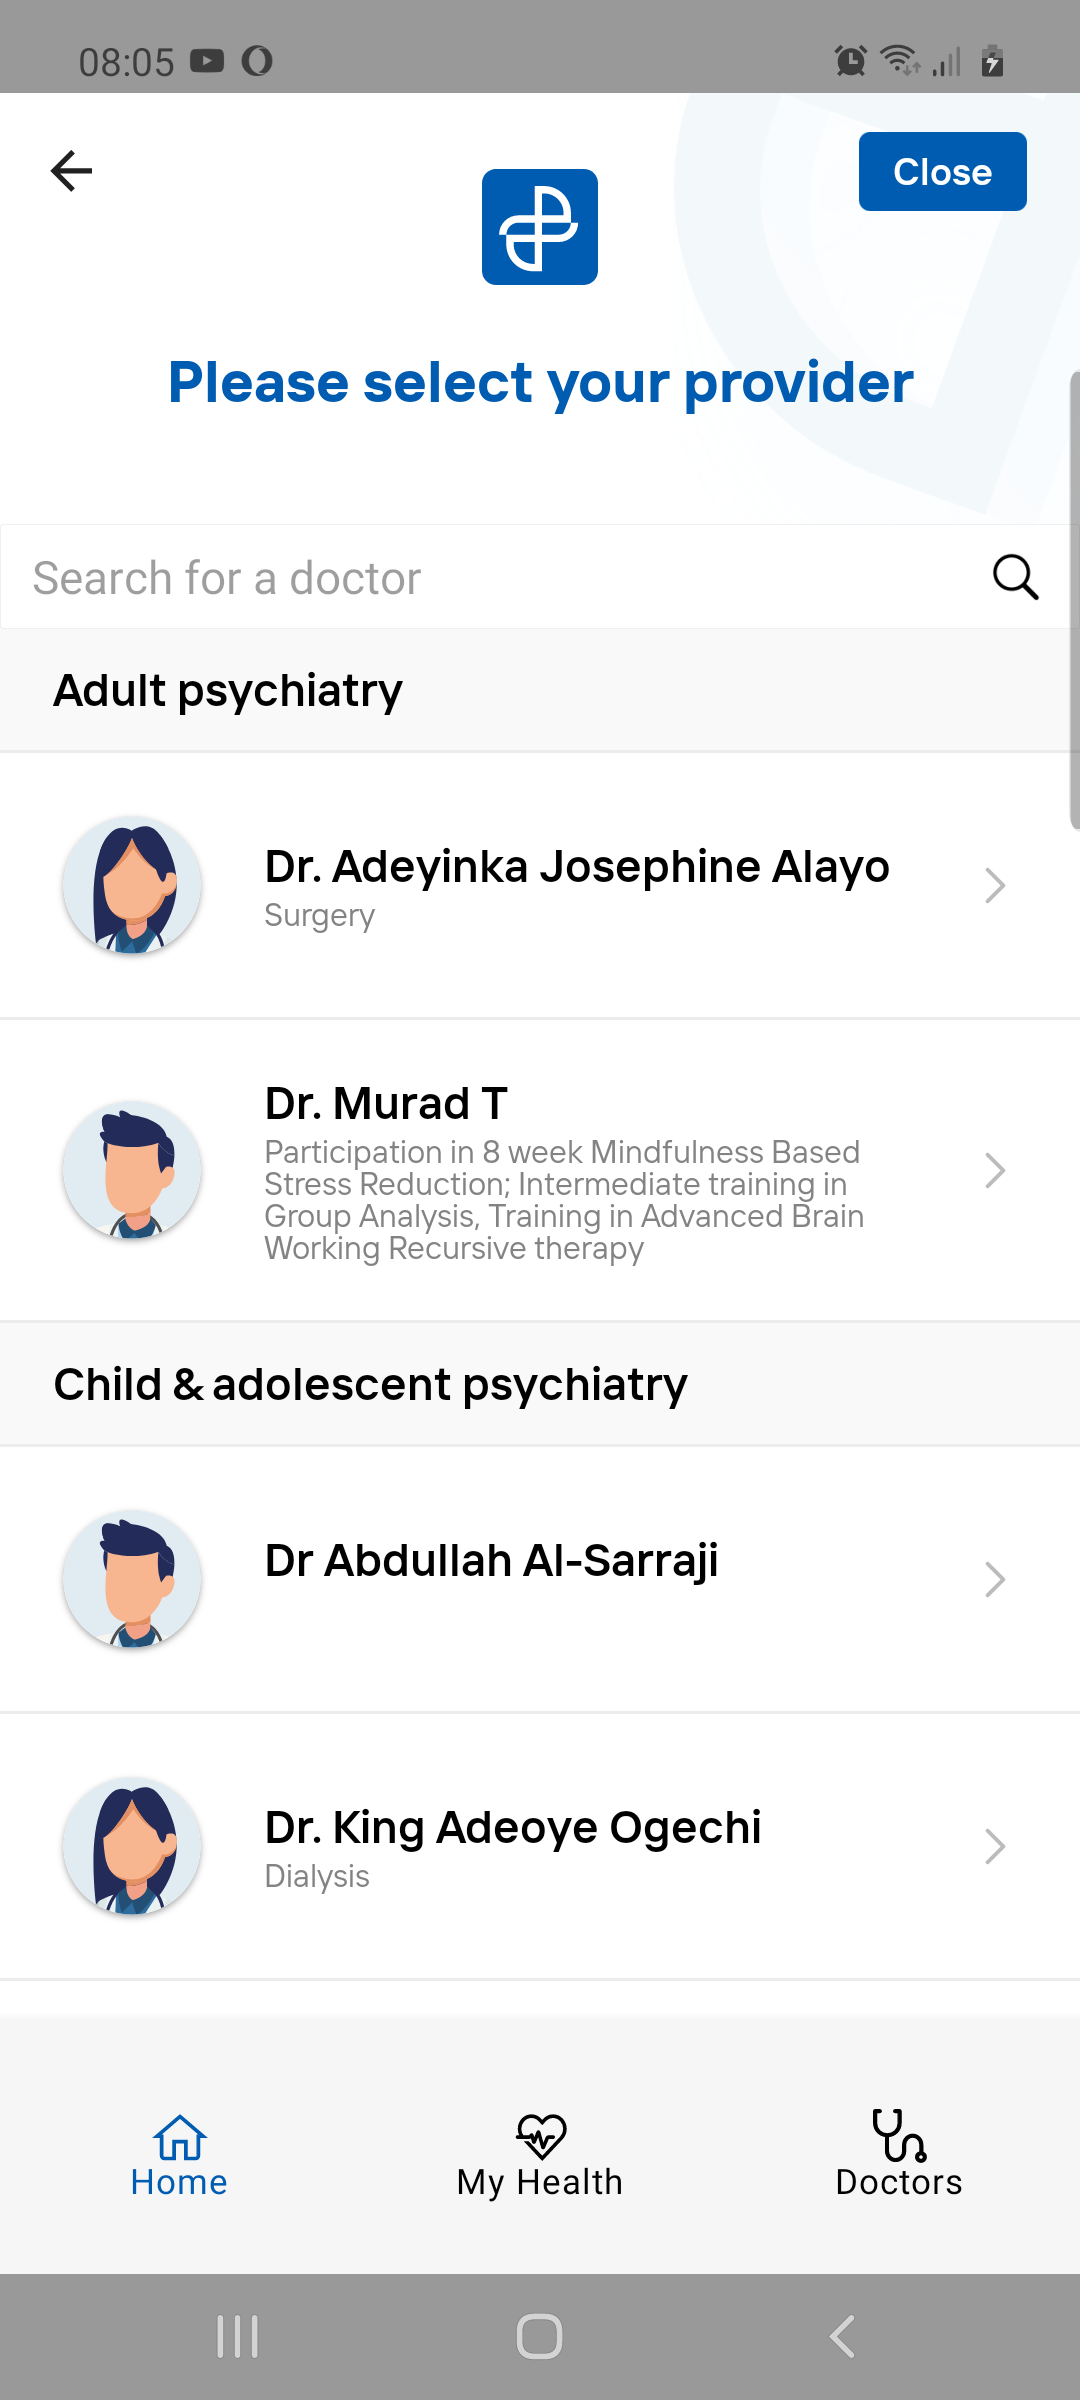 08:05
Close
Please select your provider
Search for a doctor
Adult psychiatry
Dr. Adeyinka Josephine Alayo
Surgery
Dr. Murad T
Participation in 8 week Mindfulness Based
Stress Reduction; Intermediate training in
Group Analysis, Training in Advanced Brain
Working Recursive therapy
Child & adolescent psychiatry
Dr Abdullah Al-Sarraji
Dr. King Adeoye Ogechi
Dialysis
Home
My Health
Doctors